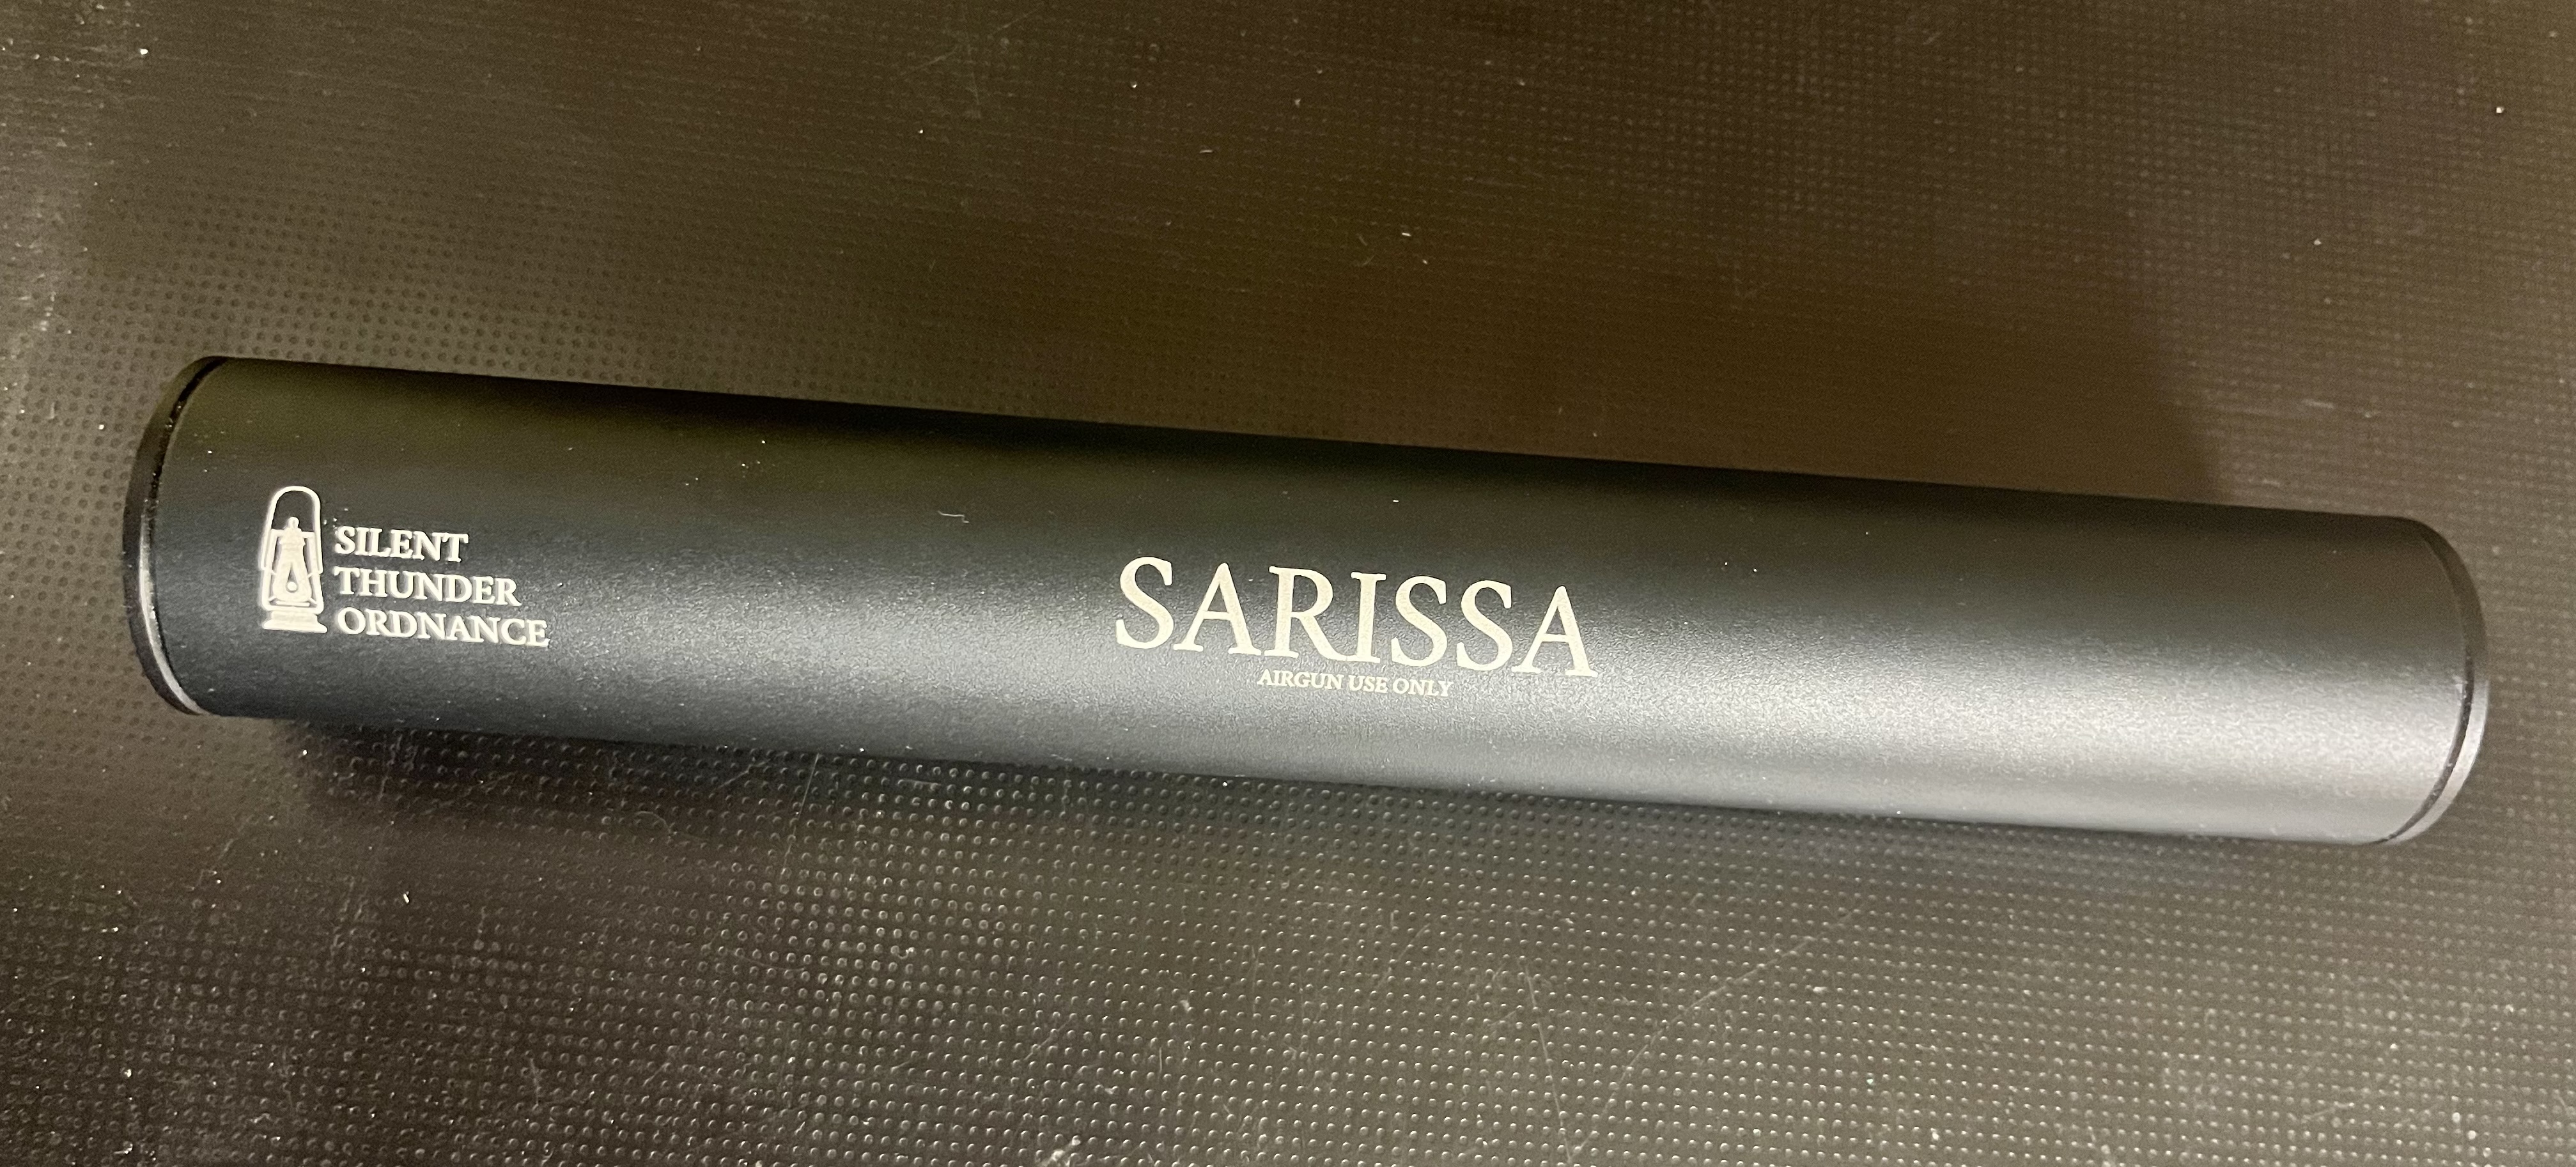 SILENT
THUNDER
ORDNANCE
SARISSA
AIRGUN USE ONLY